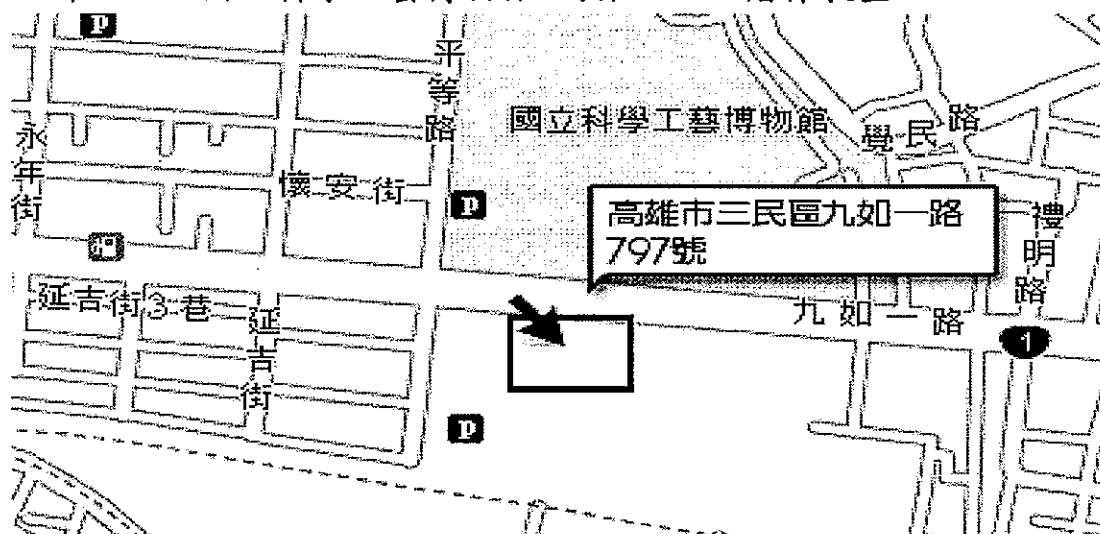 P
平等路
國立科學工藝博物館
覺民路
永年街
懷安街
P
高雄市三民區九如一路
797號
禮明路
延吉街3巷
延吉街
九如一路
1
P